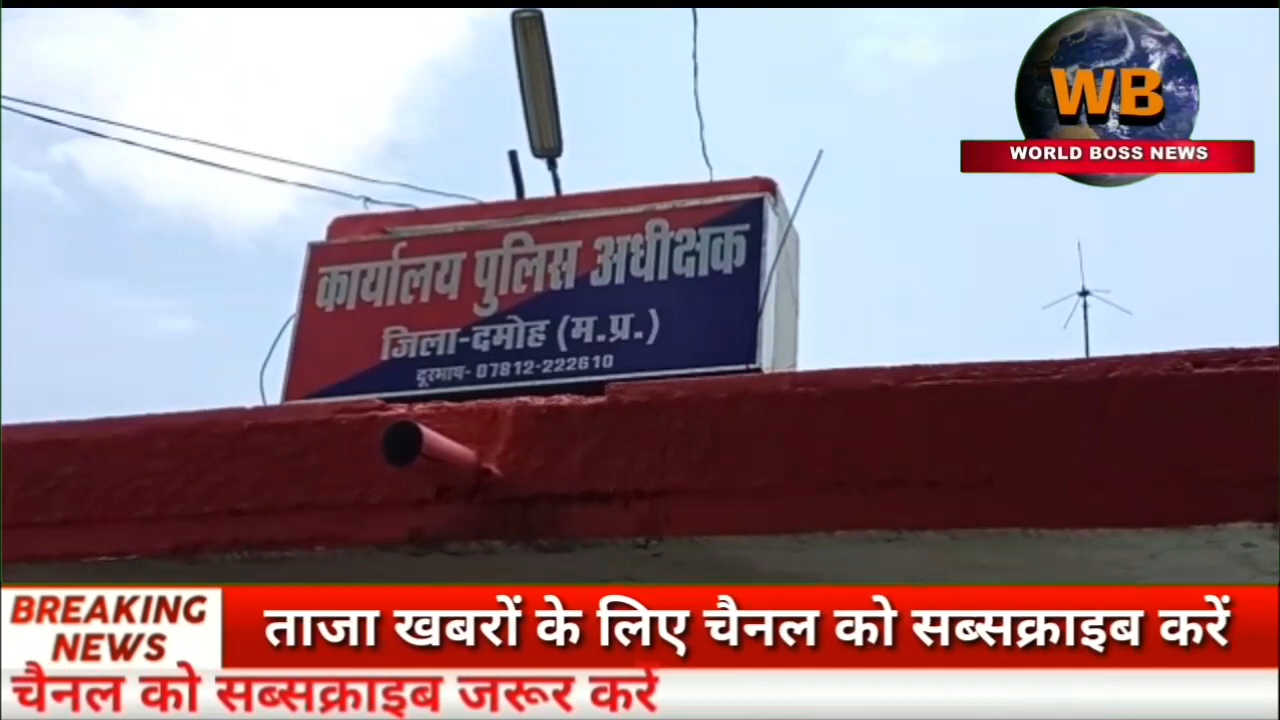 WB
WORLD BOSS NEWS
कार्यालय पुलिस अधीक्षक
जिला-दमोह (म.प्र.)
दूरभाष- 07812-222610
BREAKING
NEWS
ताजा खबरों के लिए चैनल को सब्सक्राइब करें
चैनल को सब्सक्राइब जरूर करें